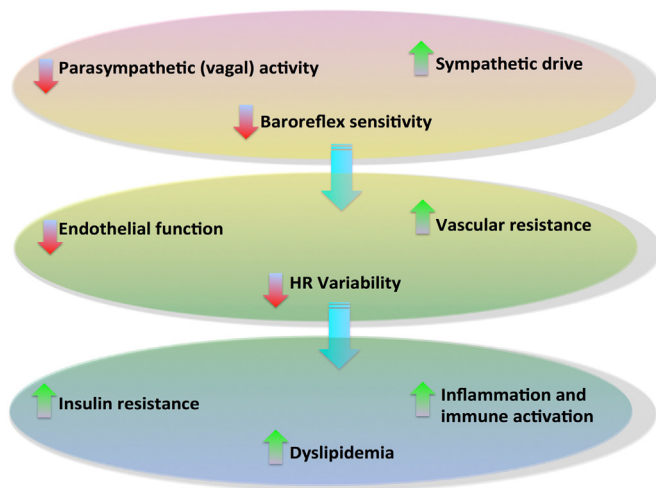 Parasympathetic (vagal) activity
Sympathetic drive
Baroreflex sensitivity
Endothelial function
Vascular resistance
HR Variability
Insulin resistance
Inflammation and
immune activation
Dyslipidemia